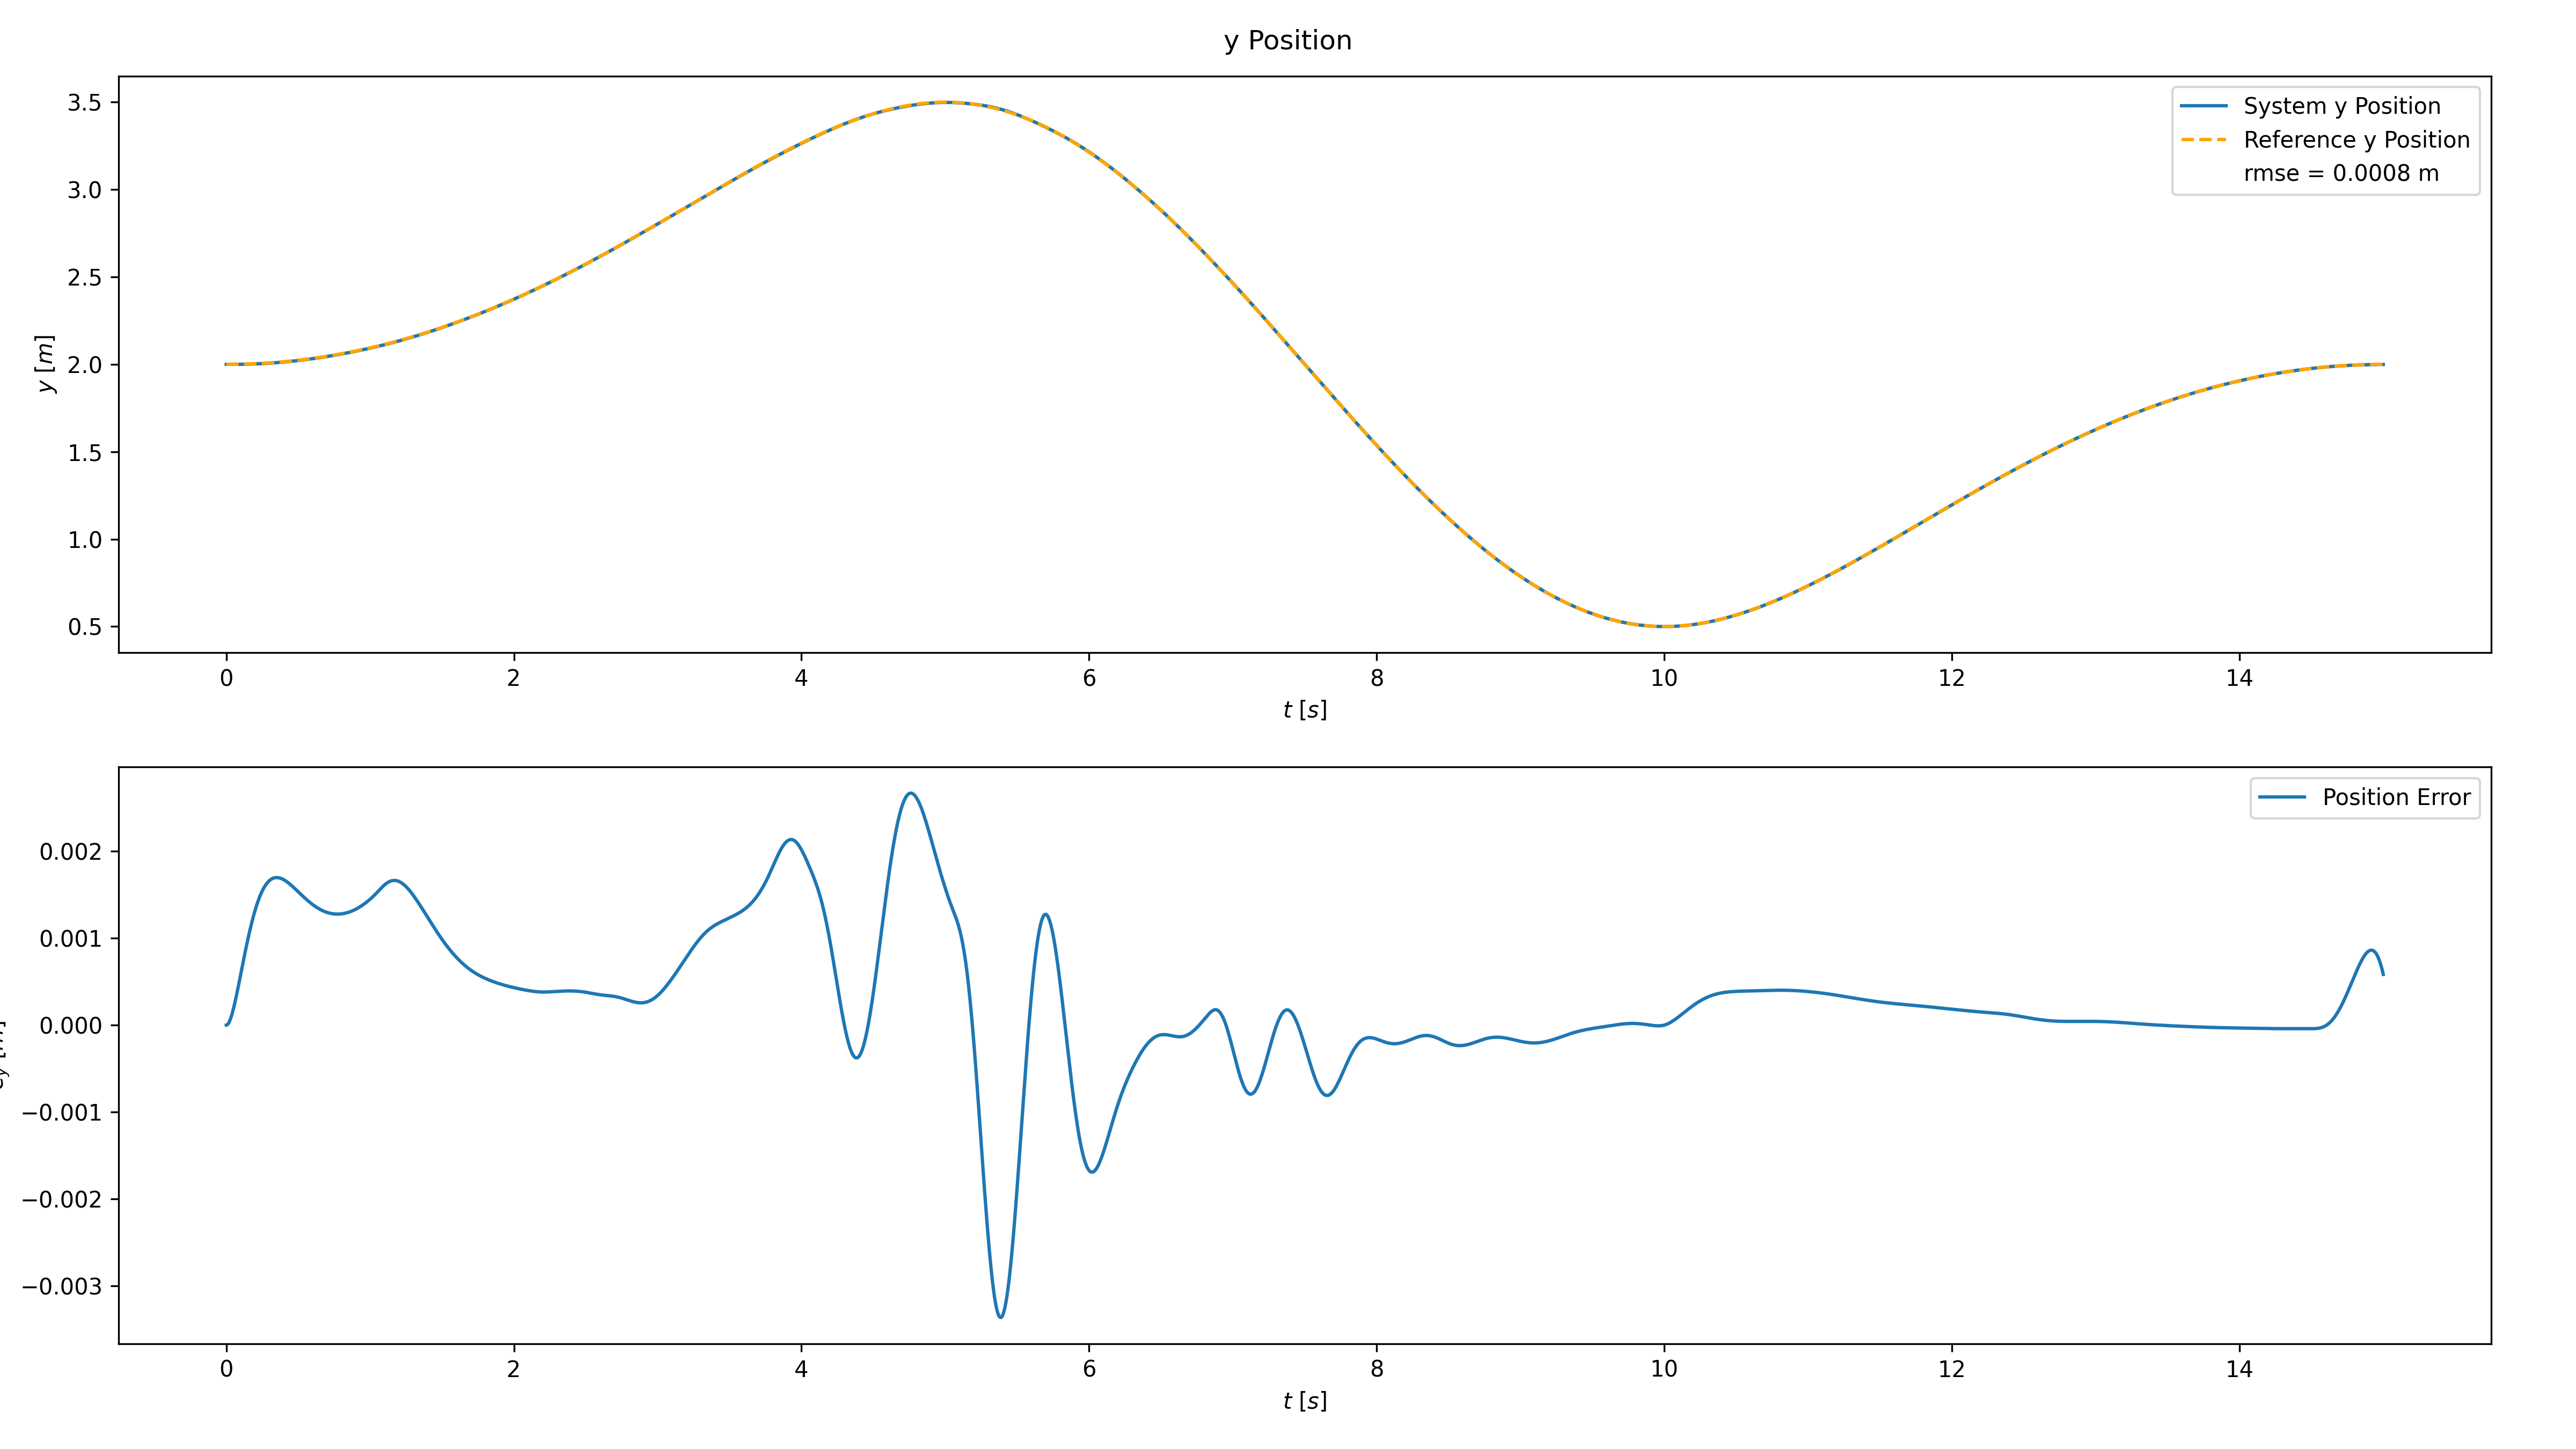 y Position
3.5
3.0
2.5
2.0
1.5
1.0
0.5
y [m]
System y Position
Reference y Position
rmse = 0.0008 m
0 2 4 6 8 10 12 14
t [s]
0.002
0.001
0.000
−0.001
−0.002
−0.003
Position Error
0 2 4 6 8 10 12 14
t [s]